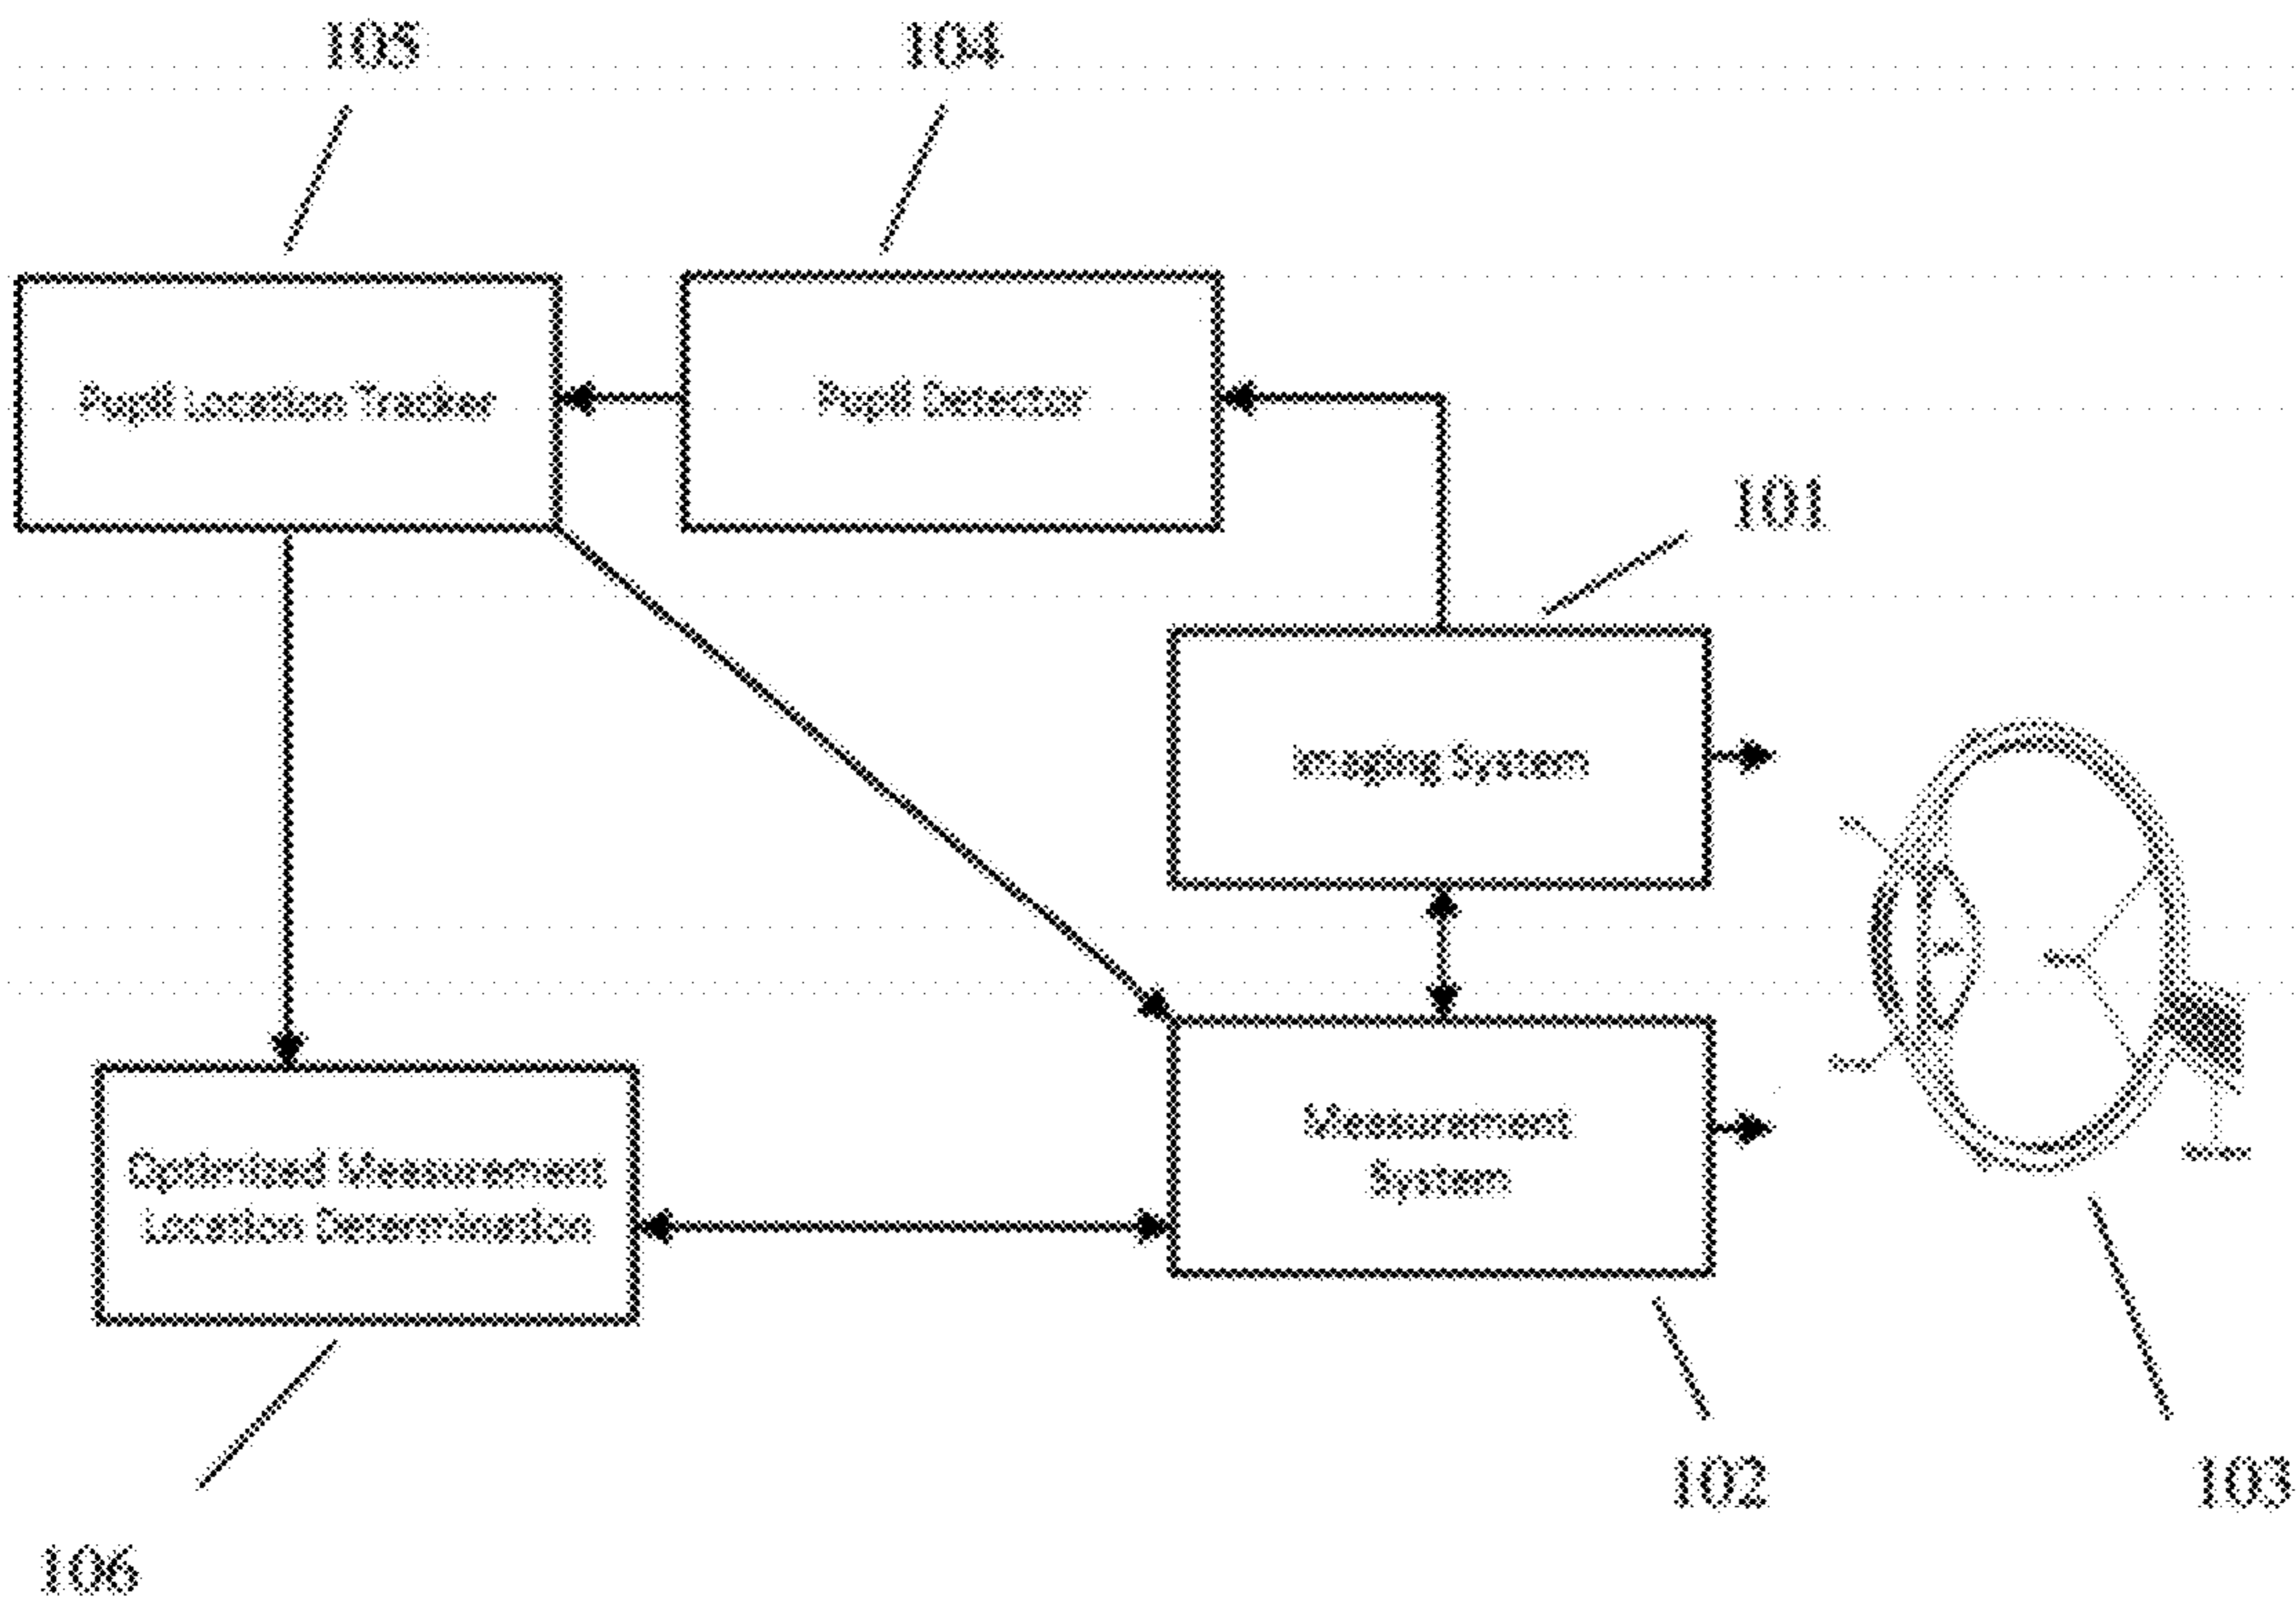 105
104
Pupil Location Tracker
Pupil Detector
101
Imaging System
Measurement
System
Optimized Measurement
Location Determination
102
103
106